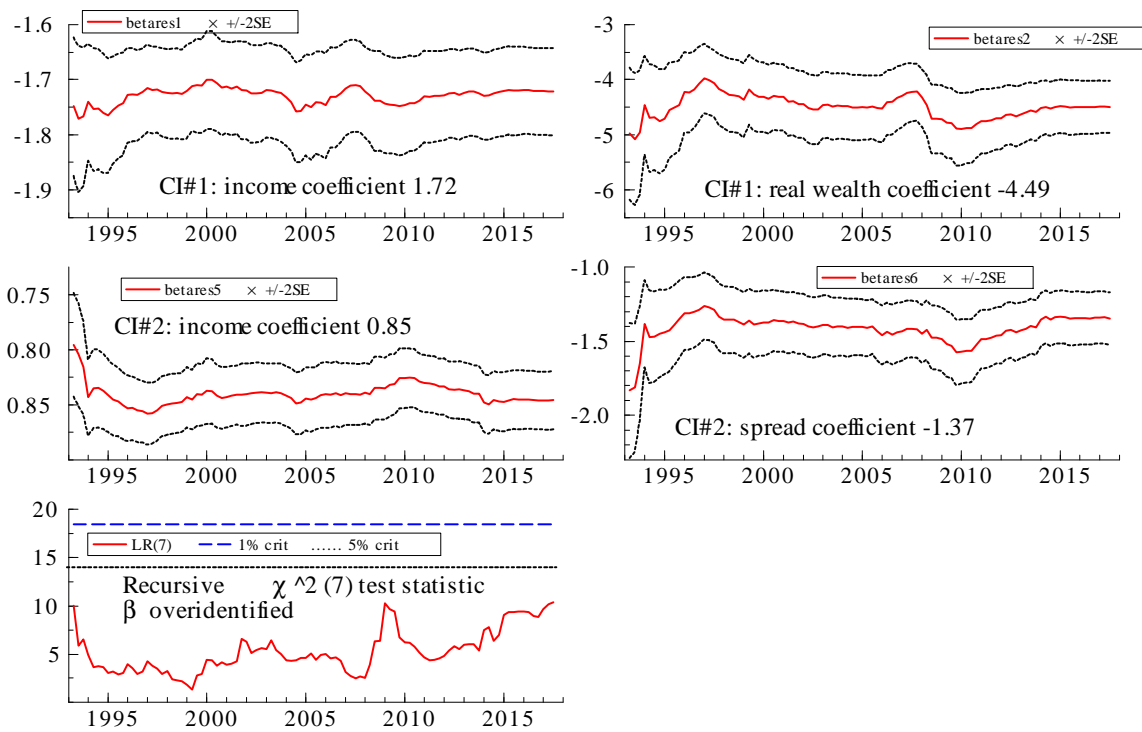 -1.6
betares1 × +/-2SE
-1.7
-1.8
-1.9
CI#1: income coefficient 1.72
1995 2000 2005 2010 2015
-3
betares2 × +/-2SE
-4
-5
-6
CI#1: real wealth coefficient -4.49
1995 2000 2005 2010 2015
0.75
betares5 × +/-2SE
CI#2: income coefficient 0.85
0.80
0.85
1995 2000 2005 2010 2015
-1.0
betares6 × +/-2SE
-1.5
-2.0
CI#2: spread coefficient -1.37
1995 2000 2005 2010 2015
20
LR(7) 1% crit ...... 5% crit
15
Recursive χ ^2 (7) test statistic
β overidentified
10
5
1995 2000 2005 2010 2015